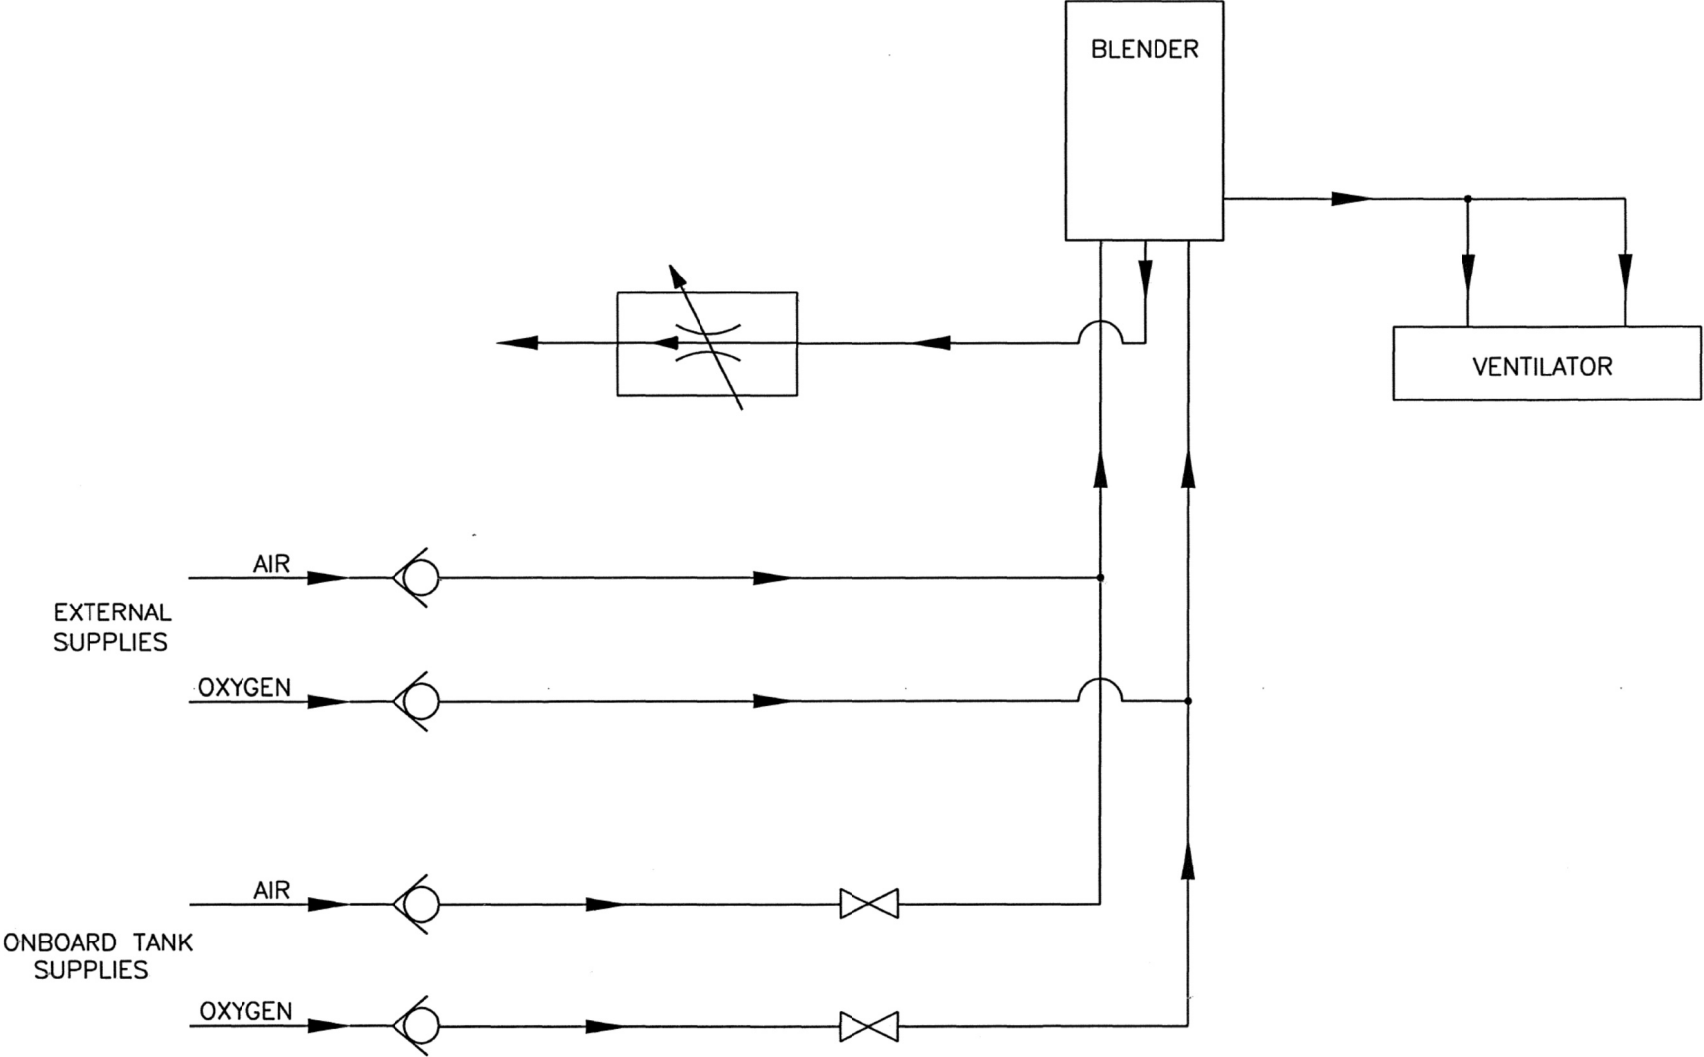 BLENDER
VENTILATOR
AIR
EXTERNAL
SUPPLIES
OXYGEN
AIR
ONBOARD TANK
SUPPLIES
OXYGEN